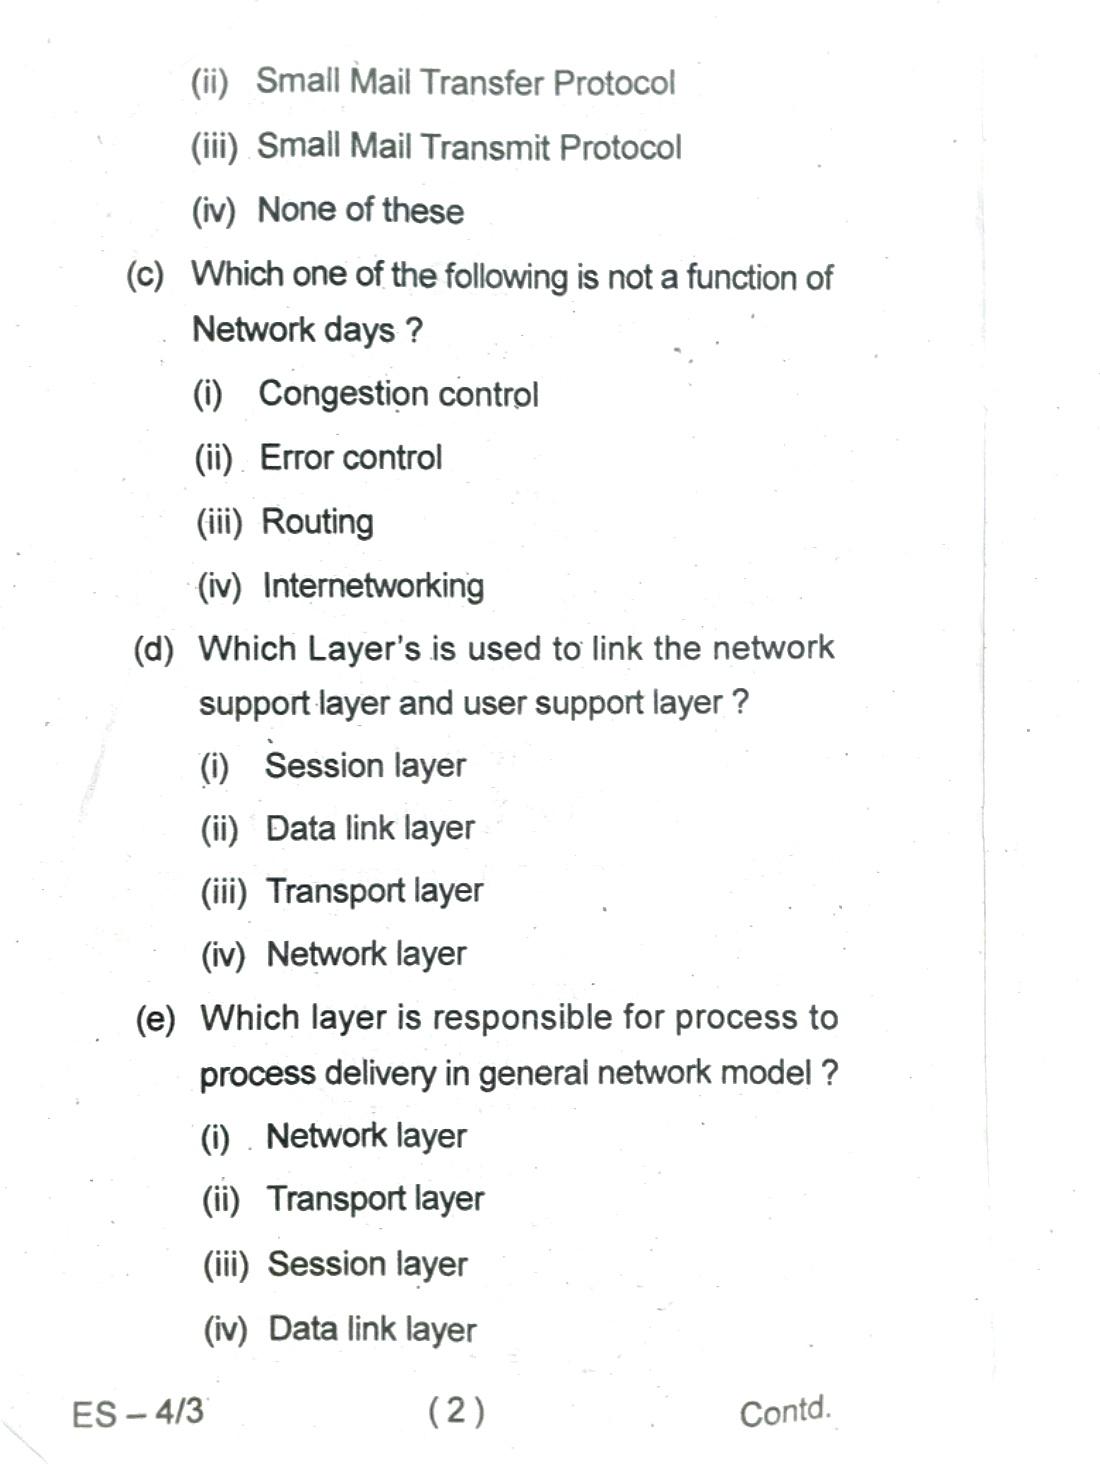 (ii) Small Mail Transfer Protocol
(iii) Small Mail Transmit Protocol
(iv) None of these
(c) Which one of the following is not a function of
Network days ?
(i) Congestion control
(ii) Error control
(iii) Routing
(iv) Internetworking
(d) Which Layer's is used to link the network
support layer and user support layer ?
(i) Session layer
(ii) Data link layer
(iii) Transport layer
(iv) Network layer
(e) Which layer is responsible for process to
process delivery in general network model ?
(i) Network layer
(ii) Transport layer
(iii) Session layer
(iv) Data link layer
ES – 4/3 (2) Contd.